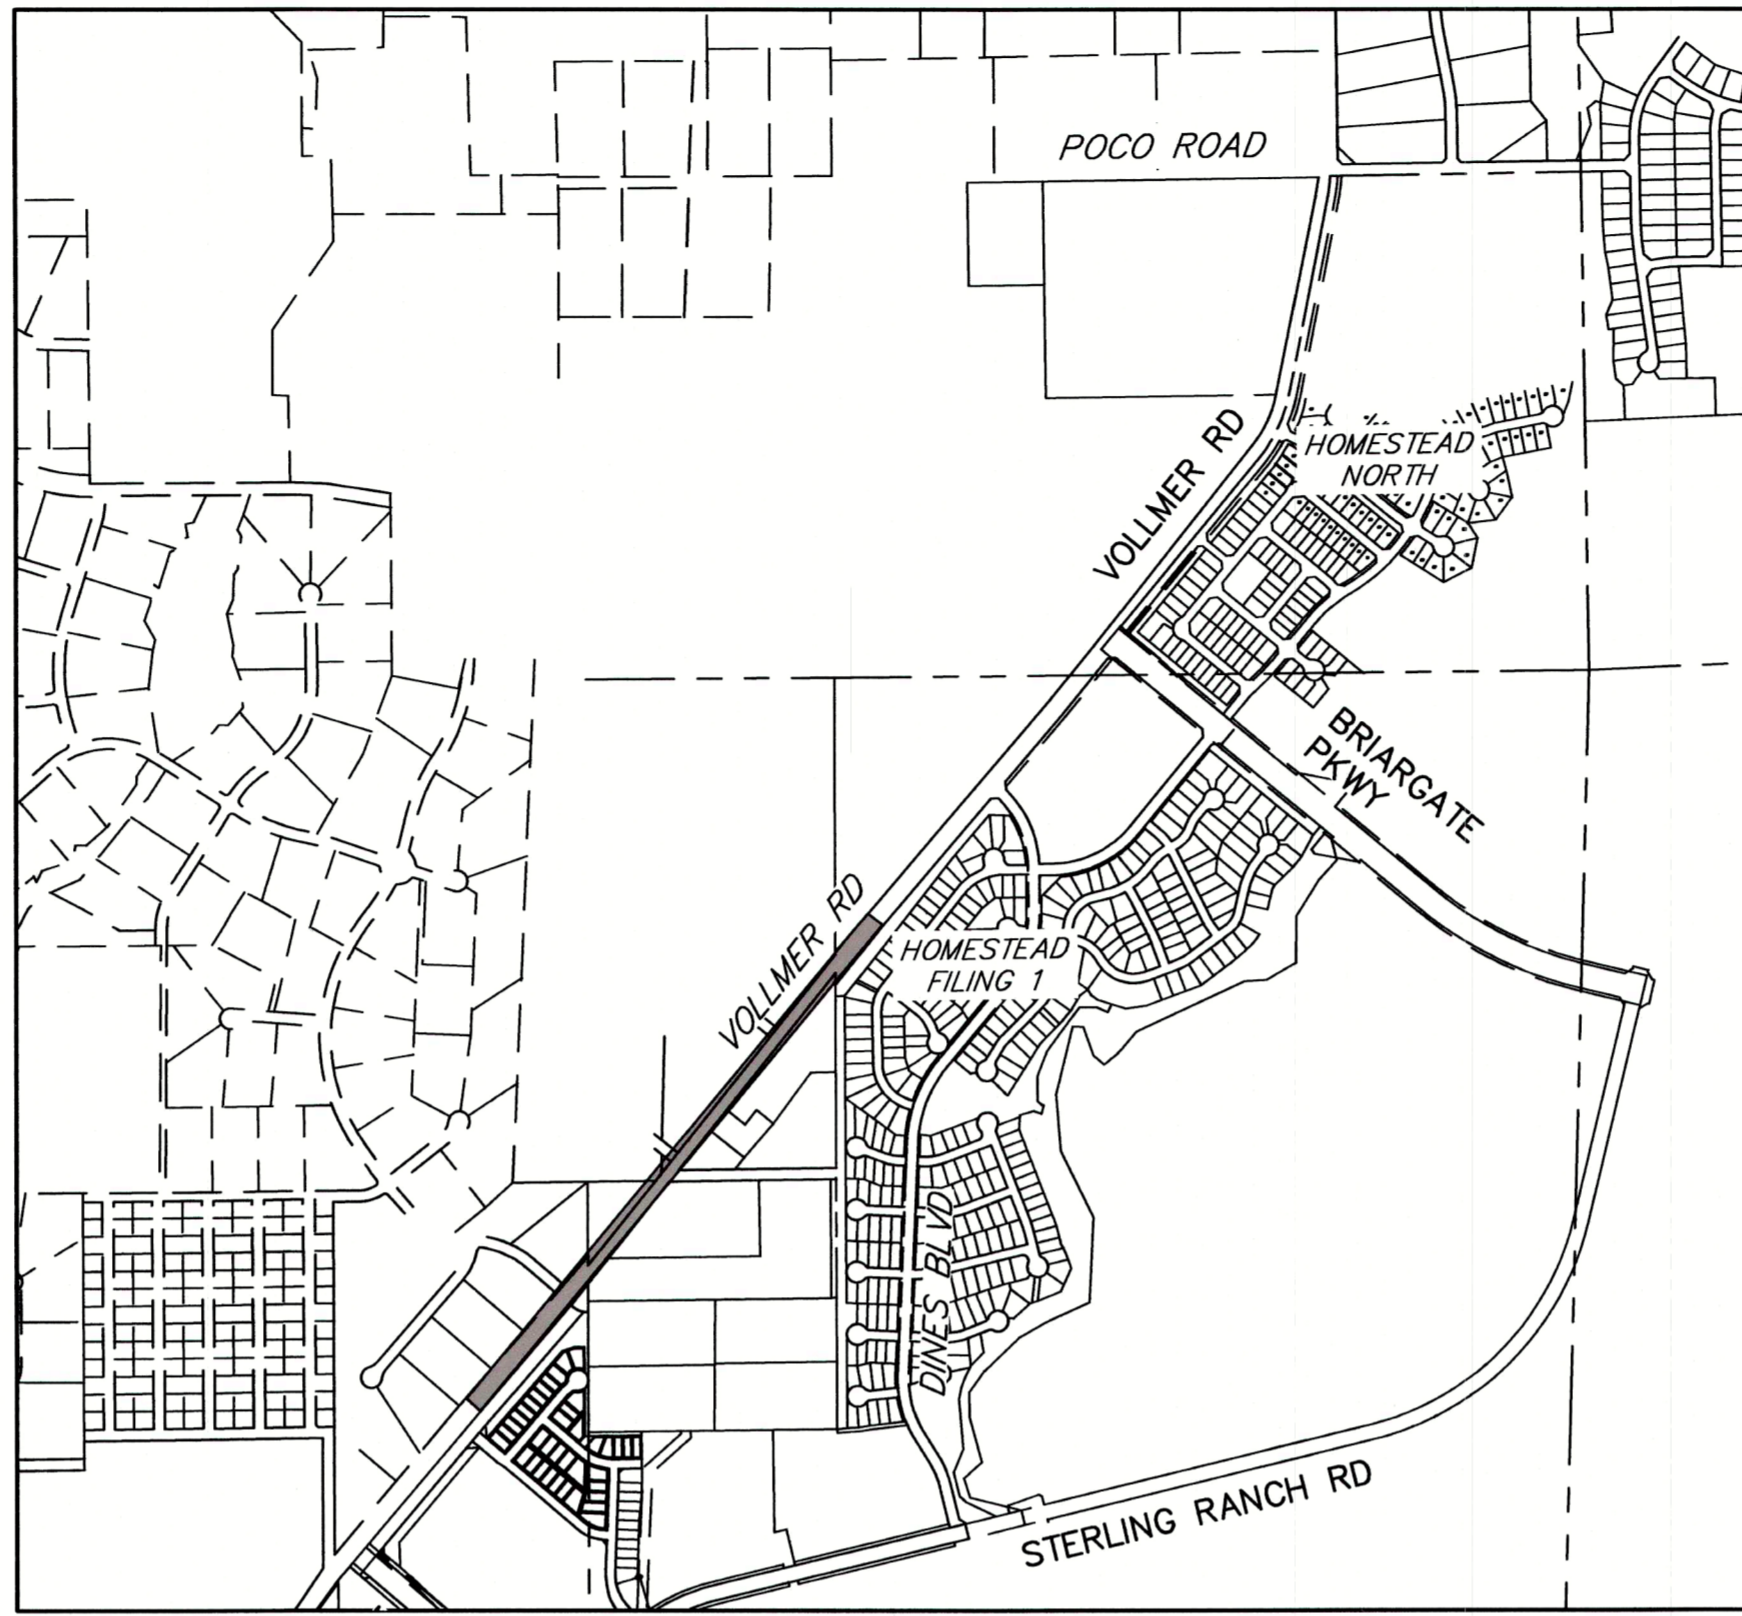 POCO ROAD
VOLLMER RD
HOMESTEAD
NORTH
BRIARGATE
PKWY
VOLLMER RD
HOMESTEAD
FILING 1
DINES BLVD
STERLING RANCH RD